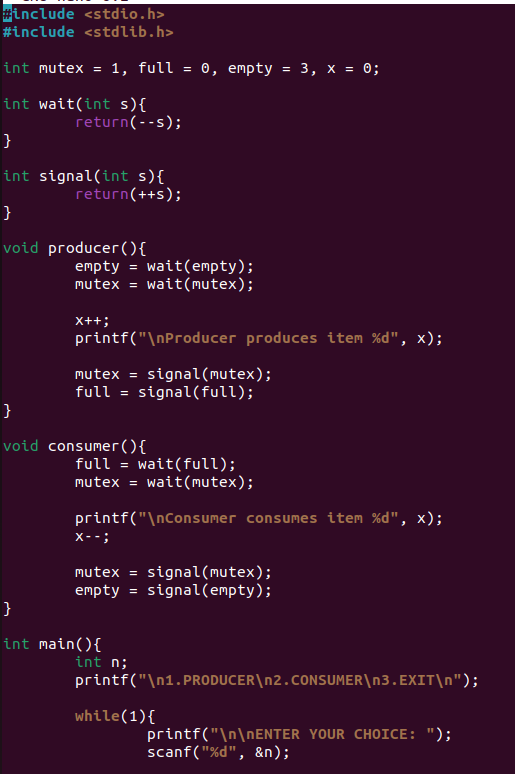 #include <stdio.h>
#include <stdlib.h>

int mutex = 1, full = 0, empty = 3, x = 0;

int wait(int s){
        return(--s);
}

int signal(int s){
        return(++s);
}

void producer(){
        empty = wait(empty);
        mutex = wait(mutex);

        x++;
        printf("\nProducer produces item %d", x);

        mutex = signal(mutex);
        full = signal(full);
}

void consumer(){
        full = wait(full);
        mutex = wait(mutex);

        printf("\nConsumer consumes item %d", x);
        x--;

        mutex = signal(mutex);
        empty = signal(empty);
}

int main(){
        int n;
        printf("\n1.PRODUCER\n2.CONSUMER\n3.EXIT\n");

        while(1){
                printf("\n\nENTER YOUR CHOICE: ");
                scanf("%d", &n);